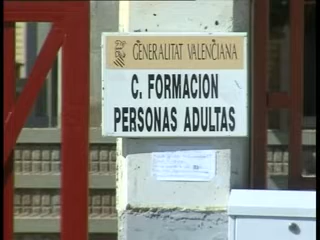 GENERALITAT VALENCIANA
C. FORMACION
PERSONAS ADULTAS